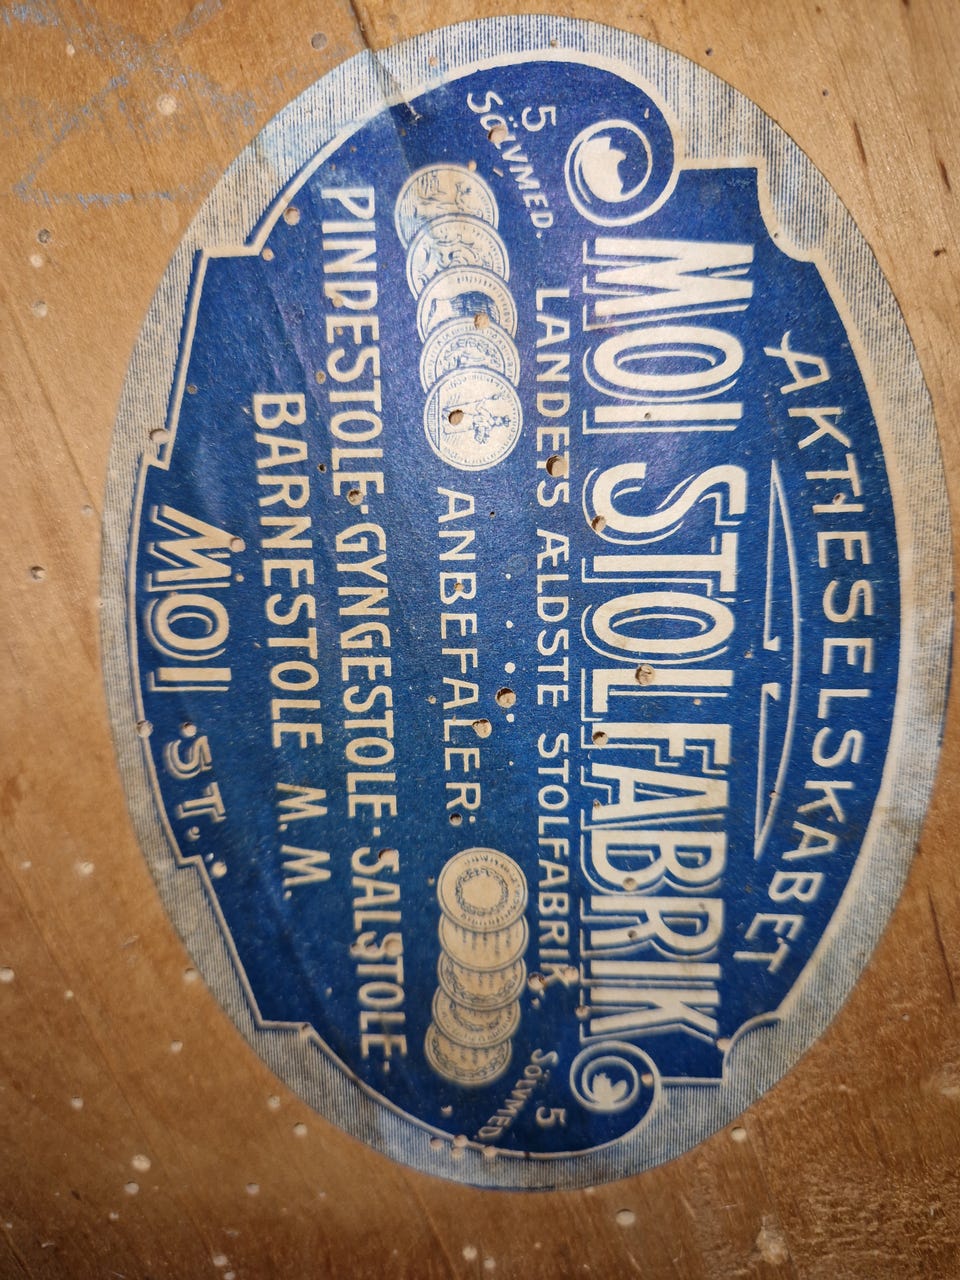 AKTIESELSKABET
MOI STOLFABRIK
LANDETS ÆLDSTE STOLFABRIK.
5 SÖLVMED.
5 SÖLVMED.
ANBEFALER:
PINDESTOLE·GYNGESTOLE·SALSTOLE·
BARNESTOLE M.M.
MOI ST.